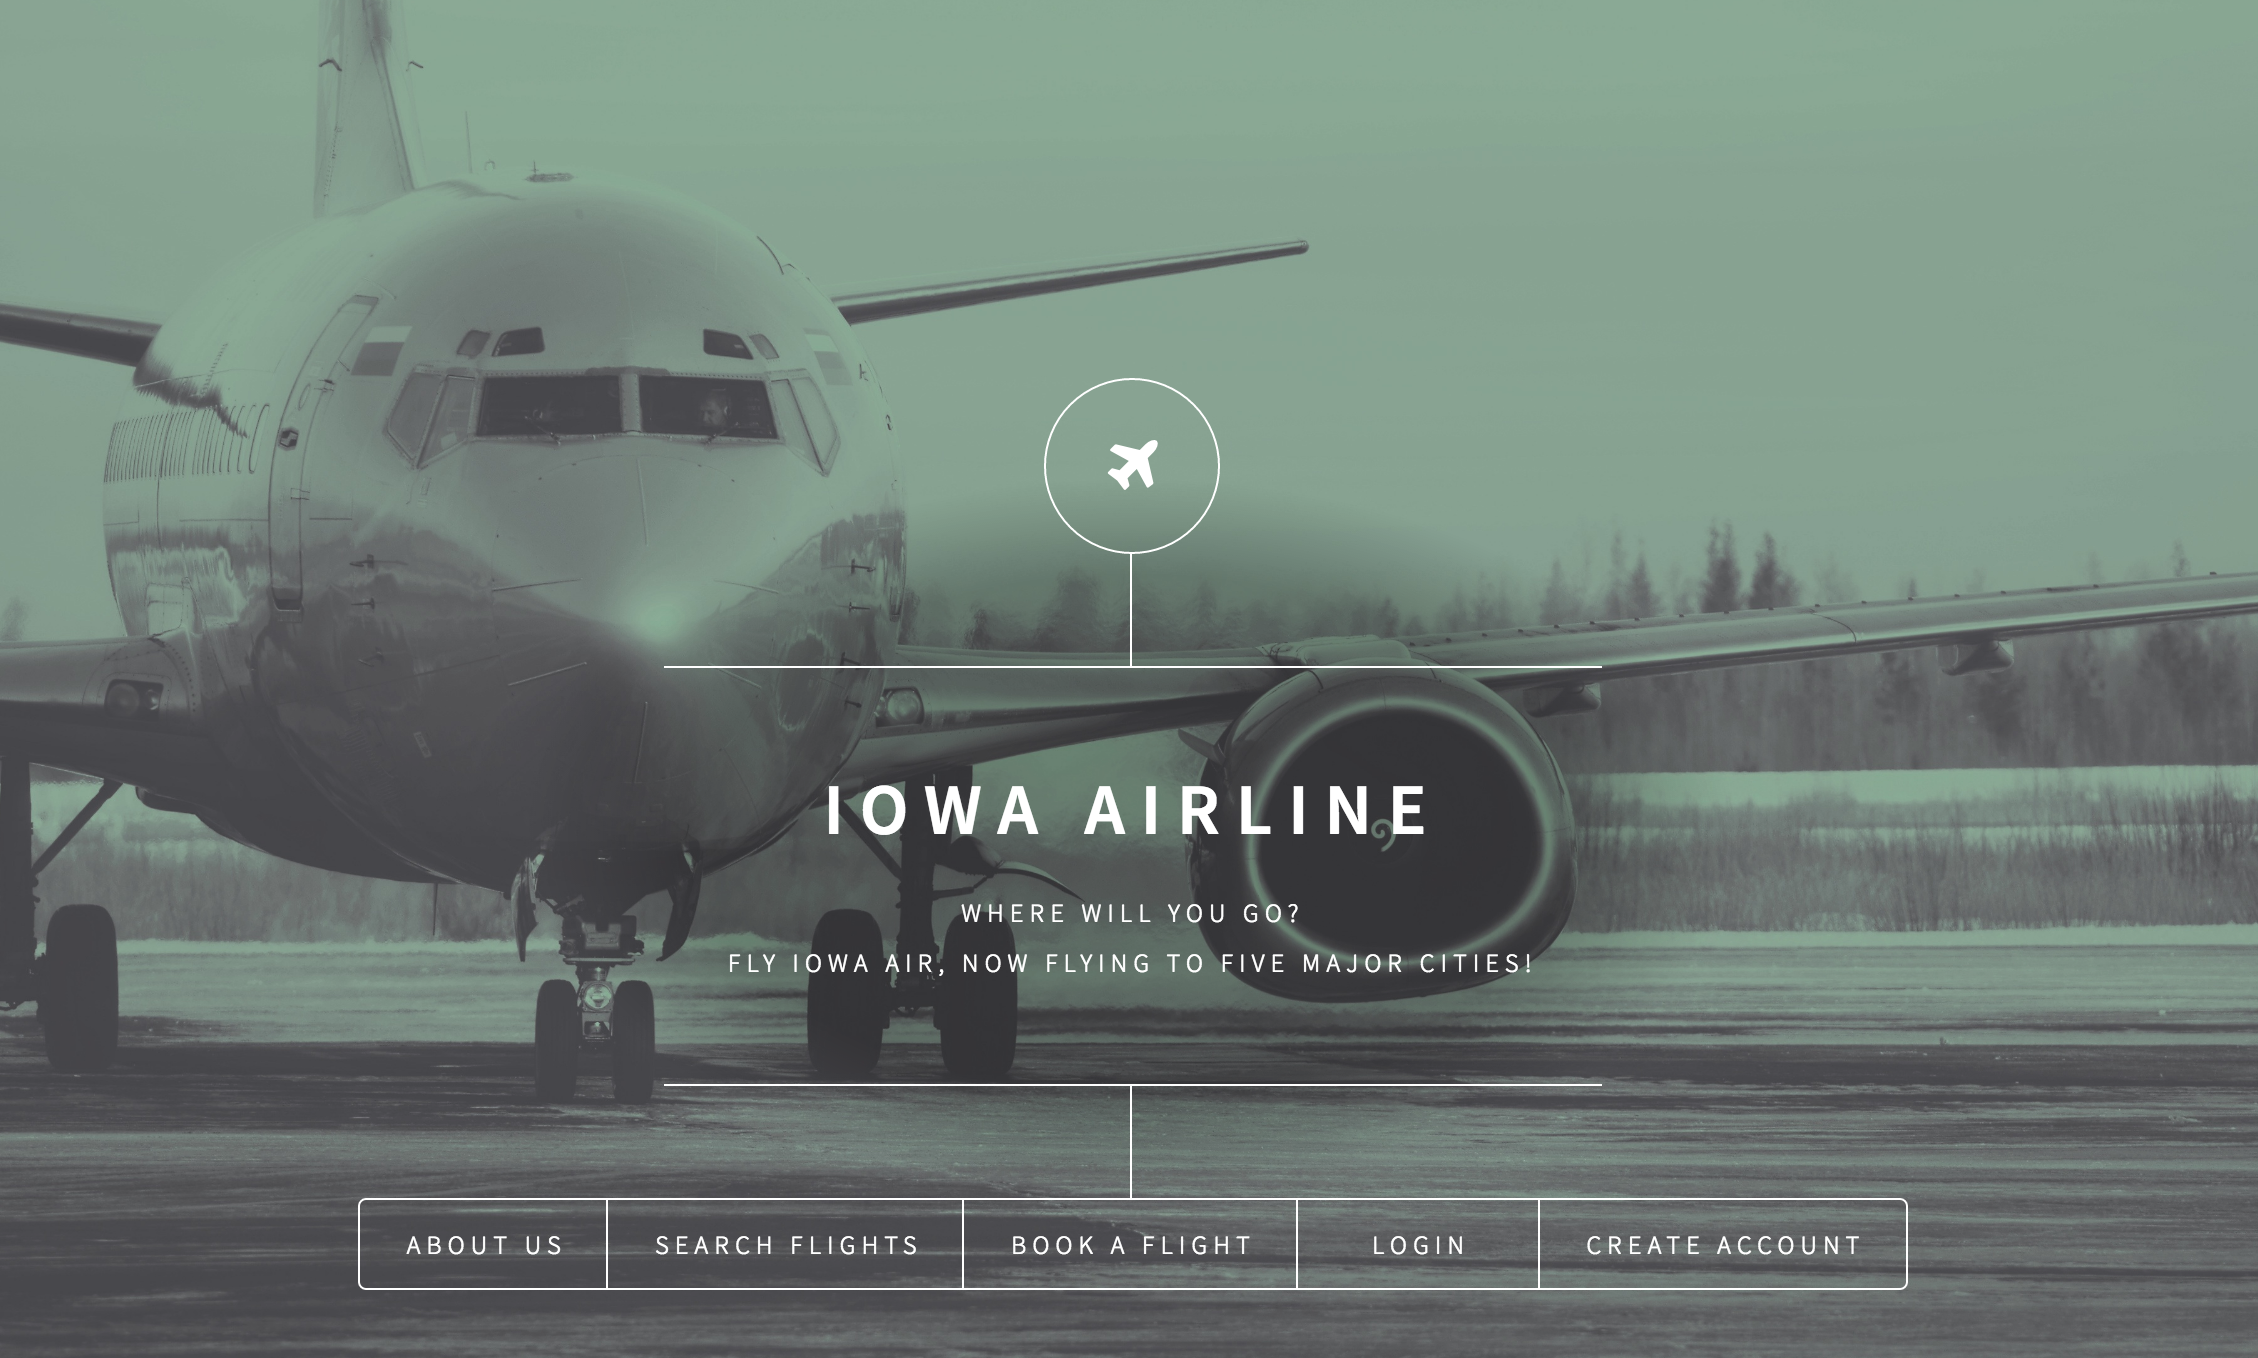 IOWA AIRLINE
WHERE WILL YOU GO?
FLY IOWA AIR, NOW FLYING TO FIVE MAJOR CITIES!
ABOUT US
SEARCH FLIGHTS
BOOK A FLIGHT
LOGIN
CREATE ACCOUNT